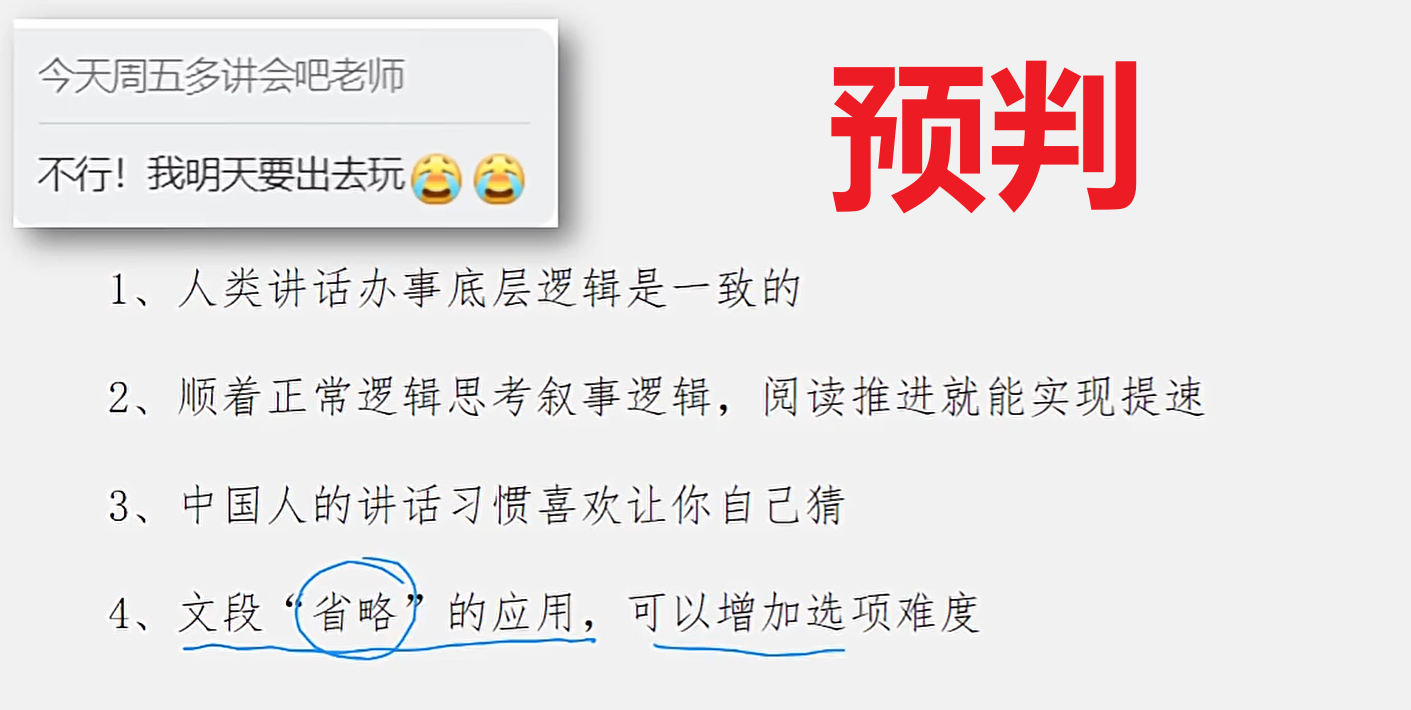 今天周五多讲会吧老师
不行！我明天要出去玩😭😭
预判
1、人类讲话办事底层逻辑是一致的
2、顺着正常逻辑思考叙事逻辑，阅读推进就能实现提速
3、中国人的讲话习惯喜欢让你自己猜
4、文段“省略”的应用，可以增加选项难度